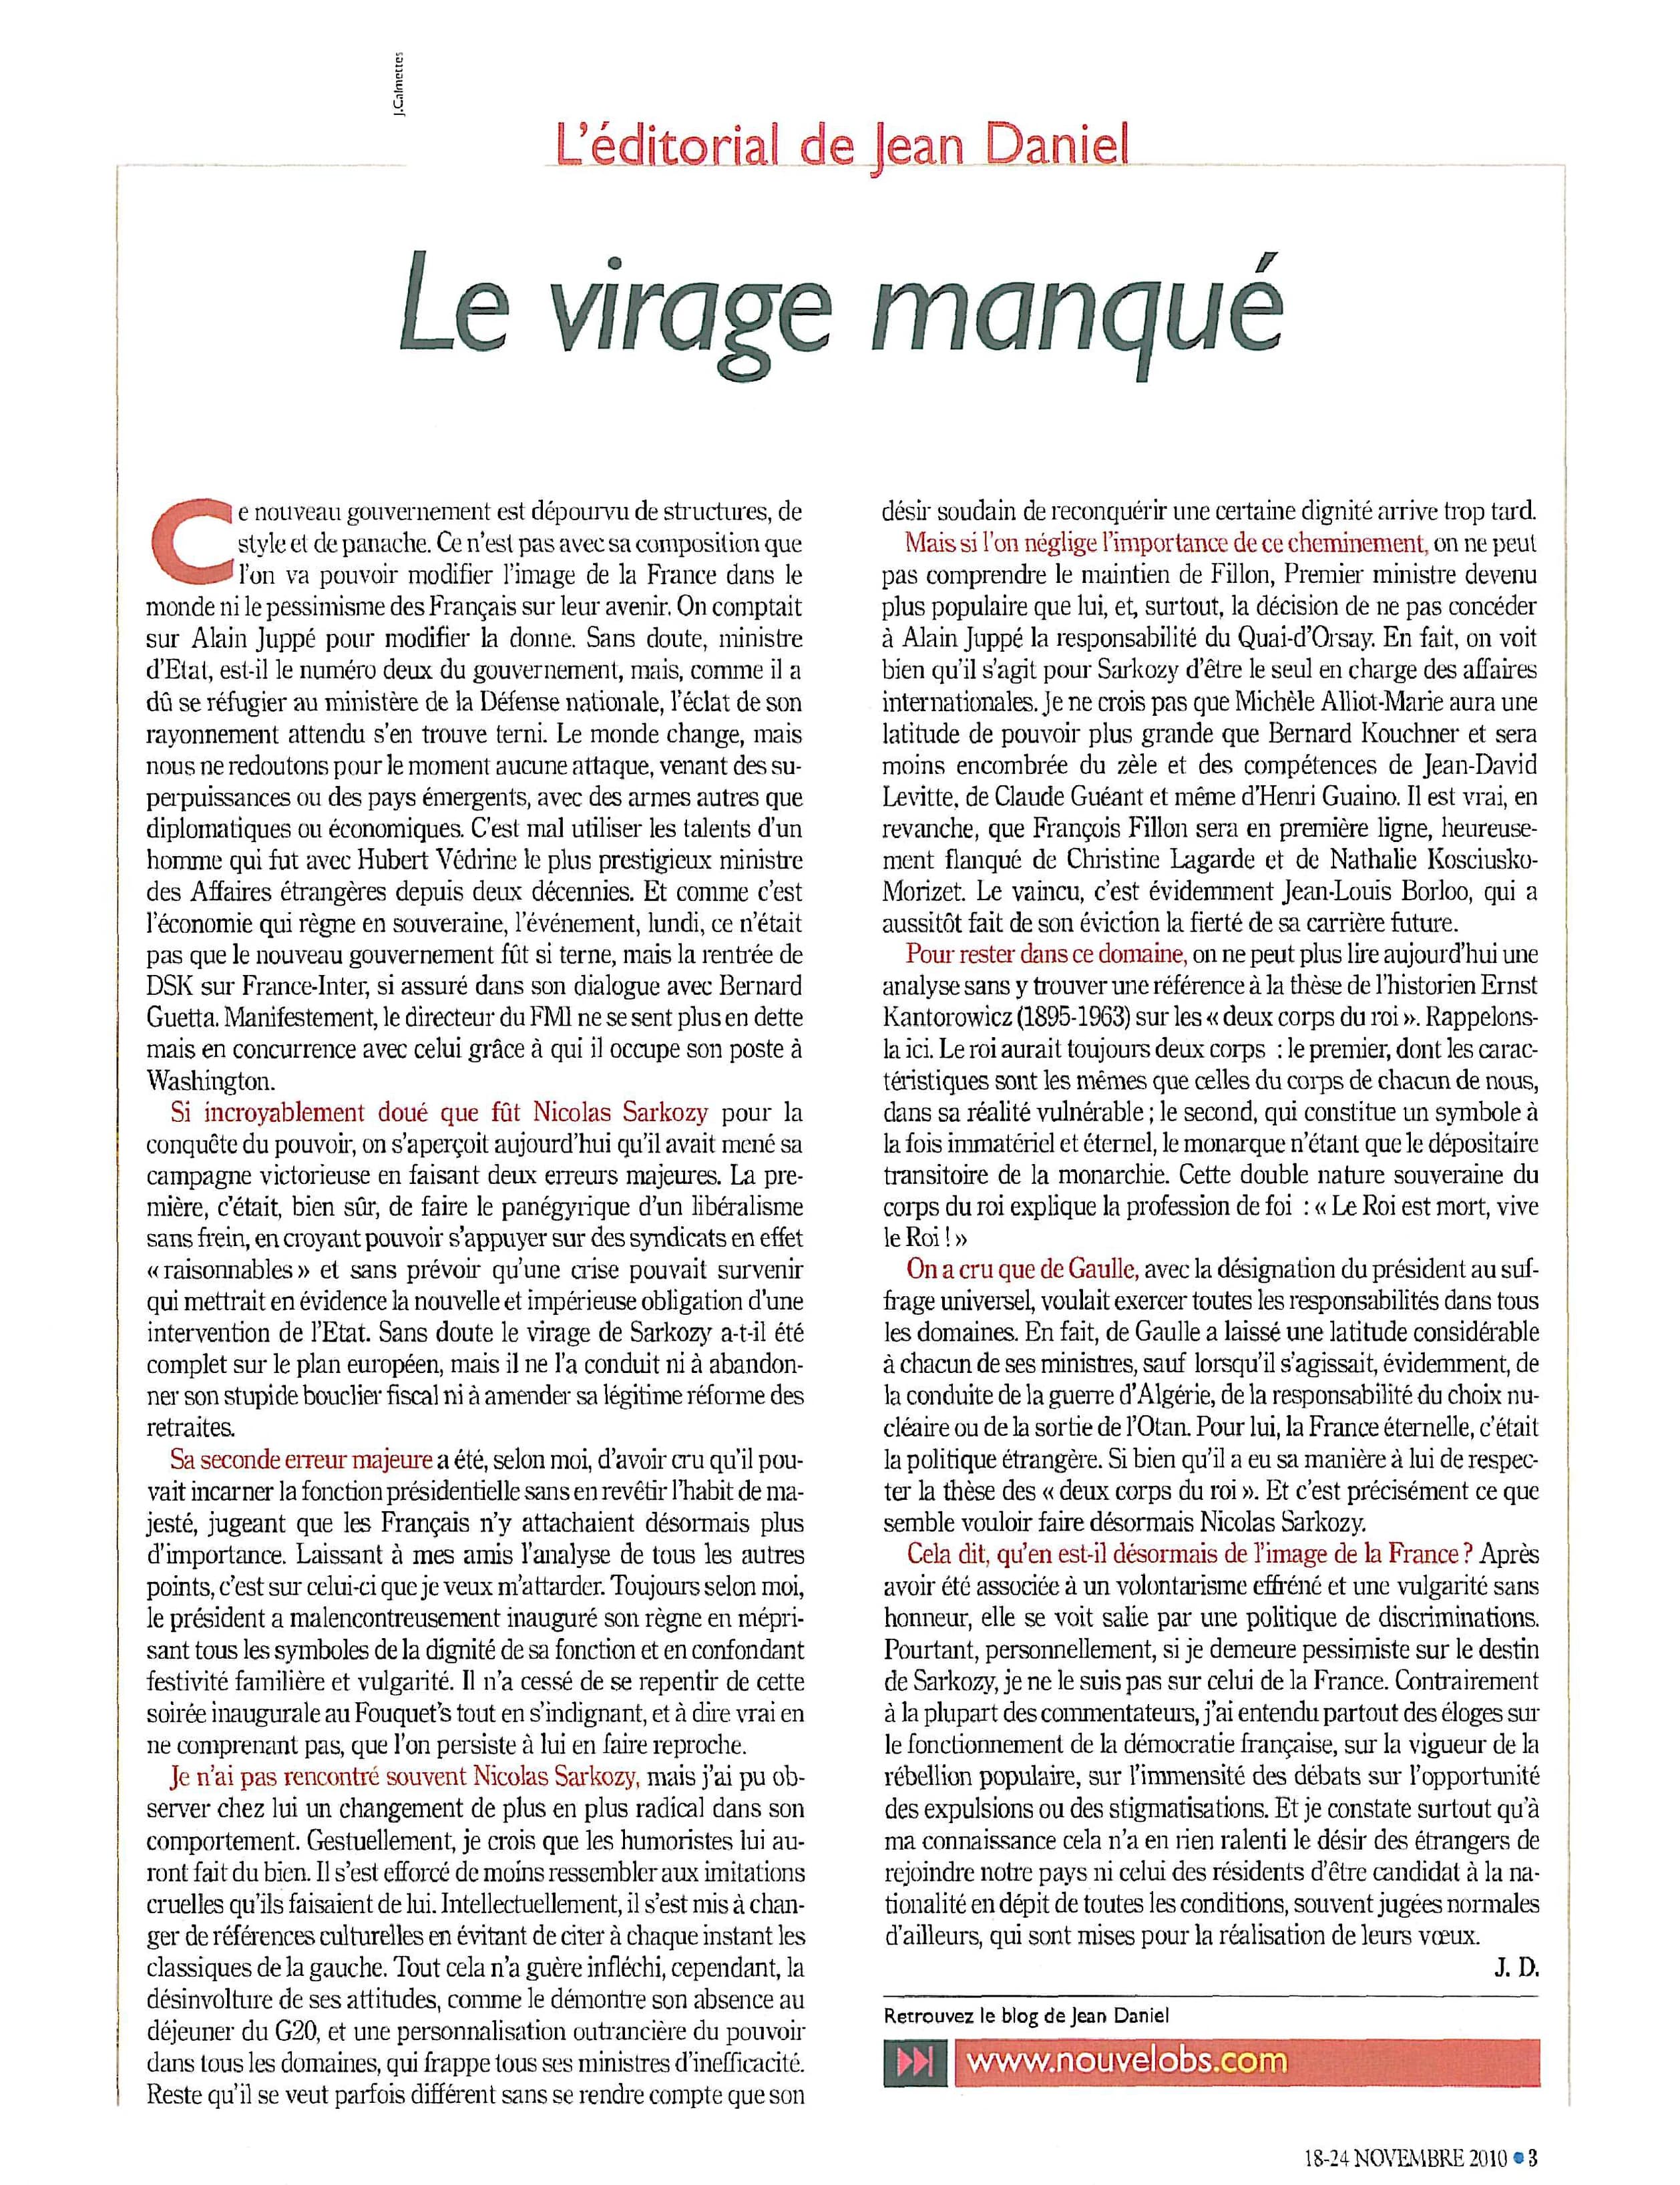 J.Calmettes
L'éditorial de Jean Daniel
Le virage manqué
Ce nouveau gouvernement est dépourvu de structures, de
style et de panache. Ce n'est pas avec sa composition que
l'on va pouvoir modifier l'image de la France dans le
monde ni le pessimisme des Français sur leur avenir. On comptait
sur Alain Juppé pour modifier la donne. Sans doute, ministre
d'Etat, est-il le numéro deux du gouvernement, mais, comme il a
dû se réfugier au ministère de la Défense nationale, l'éclat de son
rayonnement attendu s'en trouve terni. Le monde change, mais
nous ne redoutons pour le moment aucune attaque, venant des su-
perpuissances ou des pays émergents, avec des armes autres que
diplomatiques ou économiques. C'est mal utiliser les talents d'un
homme qui fut avec Hubert Védrine le plus prestigieux ministre
des Affaires étrangères depuis deux décennies. Et comme c'est
l'économie qui règne en souveraine, l'événement, lundi, ce n'était
pas que le nouveau gouvernement fût si terne, mais la rentrée de
DSK sur France-Inter, si assuré dans son dialogue avec Bernard
Guetta. Manifestement, le directeur du FMI ne se sent plus en dette
mais en concurrence avec celui grâce à qui il occupe son poste à
Washington.
Si incroyablement doué que fût Nicolas Sarkozy pour la
conquête du pouvoir, on s'aperçoit aujourd'hui qu'il avait mené sa
campagne victorieuse en faisant deux erreurs majeures. La pre-
mière, c'était, bien sûr, de faire le panégyrique d'un libéralisme
sans frein, en croyant pouvoir s'appuyer sur des syndicats en effet
« raisonnables » et sans prévoir qu'une crise pouvait survenir
qui mettrait en évidence la nouvelle et impérieuse obligation d'une
intervention de l'Etat. Sans doute le virage de Sarkozy a-t-il été
complet sur le plan européen, mais il ne l'a conduit ni à abandon-
ner son stupide bouclier fiscal ni à amender sa légitime réforme des
retraites.
Sa seconde erreur majeure a été, selon moi, d'avoir cru qu'il pou-
vait incarner la fonction présidentielle sans en revêtir l'habit de ma-
jesté, jugeant que les Français n'y attachaient désormais plus
d'importance. Laissant à mes amis l'analyse de tous les autres
points, c'est sur celui-ci que je veux m'attarder. Toujours selon moi,
le président a malencontreusement inauguré son règne en mépri-
sant tous les symboles de la dignité de sa fonction et en confondant
festivité familière et vulgarité. Il n'a cessé de se repentir de cette
soirée inaugurale au Fouquet's tout en s'indignant, et à dire vrai en
ne comprenant pas, que l'on persiste à lui en faire reproche.
Je n'ai pas rencontré souvent Nicolas Sarkozy, mais j'ai pu ob-
server chez lui un changement de plus en plus radical dans son
comportement. Gestuellement, je crois que les humoristes lui au-
ront fait du bien. Il s'est efforcé de moins ressembler aux imitations
cruelles qu'ils faisaient de lui. Intellectuellement, il s'est mis à chan-
ger de références culturelles en évitant de citer à chaque instant les
classiques de la gauche. Tout cela n'a guère infléchi, cependant, la
désinvolture de ses attitudes, comme le démontre son absence au
déjeuner du G20, et une personnalisation outrancière du pouvoir
dans tous les domaines, qui frappe tous ses ministres d'inefficacité.
Reste qu'il se veut parfois différent sans se rendre compte que son
désir soudain de reconquérir une certaine dignité arrive trop tard.
Mais si l'on néglige l'importance de ce cheminement, on ne peut
pas comprendre le maintien de Fillon, Premier ministre devenu
plus populaire que lui, et, surtout, la décision de ne pas concéder
à Alain Juppé la responsabilité du Quai-d'Orsay. En fait, on voit
bien qu'il s'agit pour Sarkozy d'être le seul en charge des affaires
internationales. Je ne crois pas que Michèle Alliot-Marie aura une
latitude de pouvoir plus grande que Bernard Kouchner et sera
moins encombrée du zèle et des compétences de Jean-David
Levitte, de Claude Guéant et même d'Henri Guaino. Il est vrai, en
revanche, que François Fillon sera en première ligne, heureuse-
ment flanqué de Christine Lagarde et de Nathalie Kosciusko-
Morizet. Le vaincu, c'est évidemment Jean-Louis Borloo, qui a
aussitôt fait de son éviction la fierté de sa carrière future.
Pour rester dans ce domaine, on ne peut plus lire aujourd'hui une
analyse sans y trouver une référence à la thèse de l'historien Ernst
Kantorowicz (1895-1963) sur les « deux corps du roi ». Rappelons-
la ici. Le roi aurait toujours deux corps : le premier, dont les carac-
téristiques sont les mêmes que celles du corps de chacun de nous,
dans sa réalité vulnérable ; le second, qui constitue un symbole à
la fois immatériel et éternel, le monarque n'étant que le dépositaire
transitoire de la monarchie. Cette double nature souveraine du
corps du roi explique la profession de foi : « Le Roi est mort, vive
le Roi ! »
On a cru que de Gaulle, avec la désignation du président au suf-
frage universel, voulait exercer toutes les responsabilités dans tous
les domaines. En fait, de Gaulle a laissé une latitude considérable
à chacun de ses ministres, sauf lorsqu'il s'agissait, évidemment, de
la conduite de la guerre d'Algérie, de la responsabilité du choix nu-
cléaire ou de la sortie de l'Otan. Pour lui, la France éternelle, c'était
la politique étrangère. Si bien qu'il a eu sa manière à lui de respec-
ter la thèse des « deux corps du roi ». Et c'est précisément ce que
semble vouloir faire désormais Nicolas Sarkozy.
Cela dit, qu'en est-il désormais de l'image de la France ? Après
avoir été associée à un volontarisme effréné et une vulgarité sans
honneur, elle se voit salie par une politique de discriminations.
Pourtant, personnellement, si je demeure pessimiste sur le destin
de Sarkozy, je ne le suis pas sur celui de la France. Contrairement
à la plupart des commentateurs, j'ai entendu partout des éloges sur
le fonctionnement de la démocratie française, sur la vigueur de la
rébellion populaire, sur l'immensité des débats sur l'opportunité
des expulsions ou des stigmatisations. Et je constate surtout qu'à
ma connaissance cela n'a en rien ralenti le désir des étrangers de
rejoindre notre pays ni celui des résidents d'être candidat à la na-
tionalité en dépit de toutes les conditions, souvent jugées normales
d'ailleurs, qui sont mises pour la réalisation de leurs vœux.
J. D.
Retrouvez le blog de Jean Daniel
www.nouvelobs.com
18-24 NOVEMBRE 2010 • 3